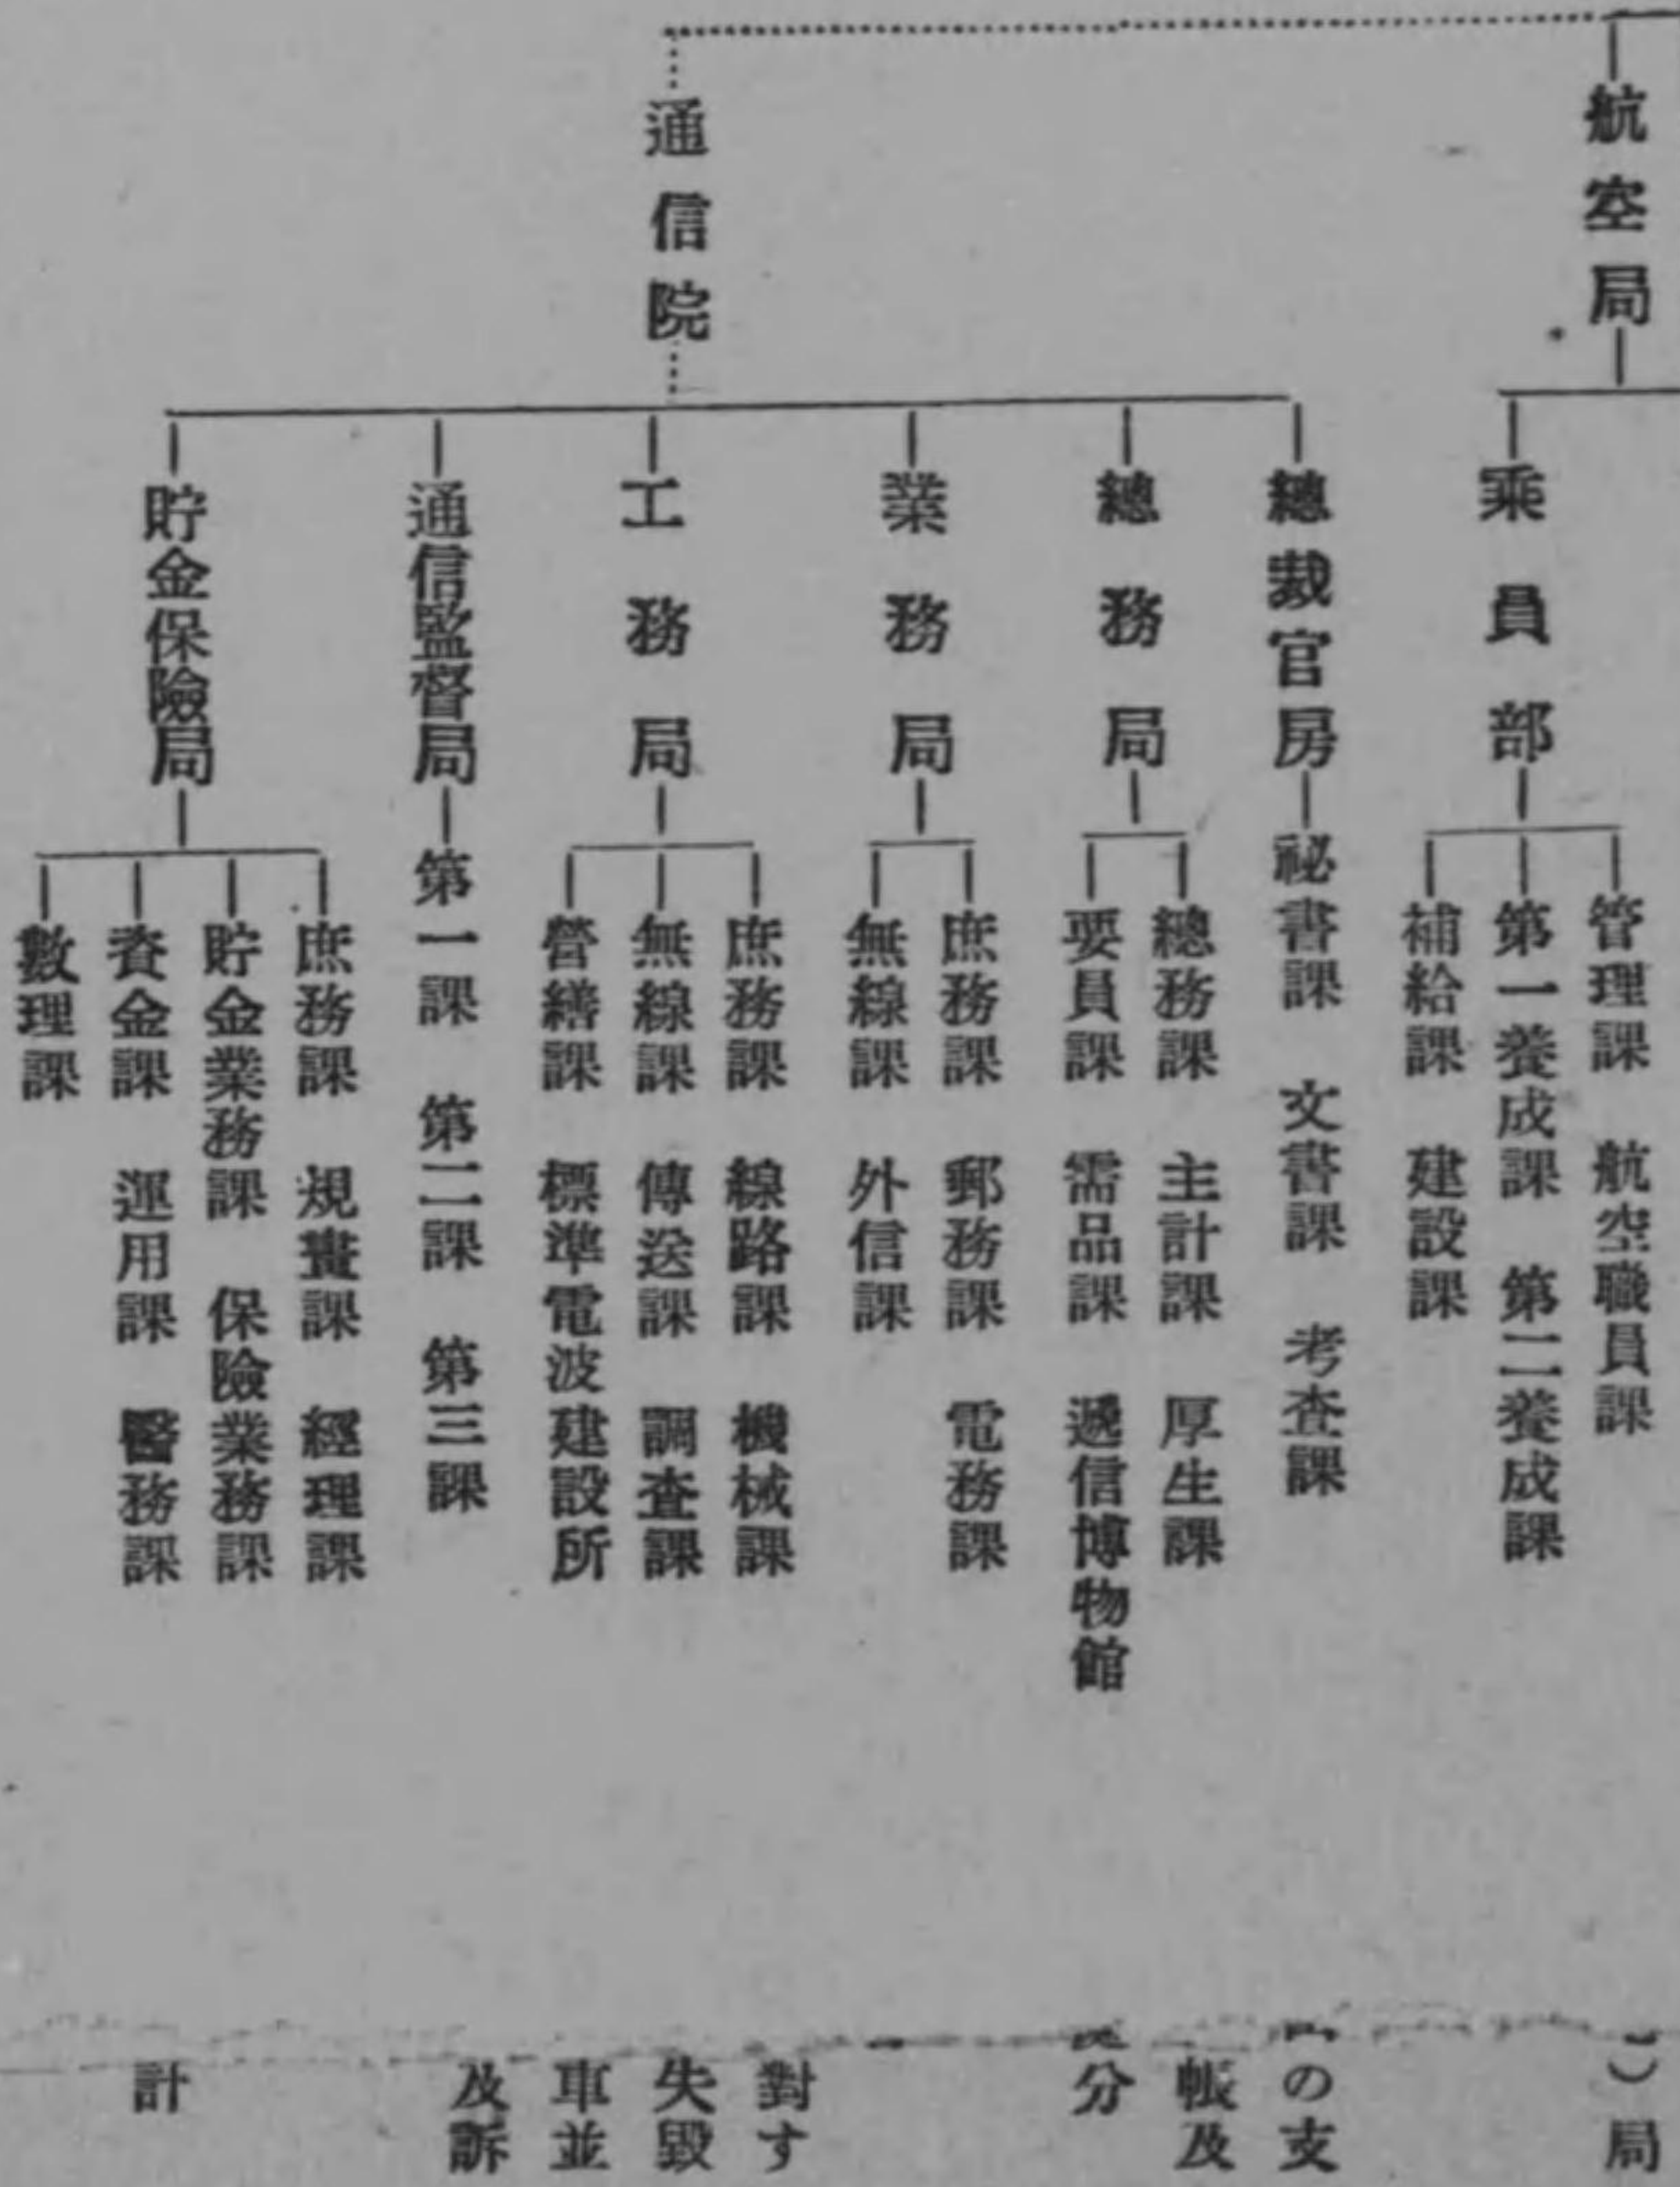 航空局
乘員部
管理課 航空職員課
第一養成課 第二養成課
補給課 建設課
通信院
總裁官房
祕書課 文書課 考査課
總務局
總務課 主計課 厚生課
要員課 需品課 遞信博物館
業務局
庶務課 郵務課 電務課
無線課 外信課
工務局
庶務課 線路課 機械課
無線課 傳送課 調査課
營繕課 標準電波建設所
通信監督局
第一課 第二課 第三課
貯金保險局
庶務課 規畫課 經理課
貯金業務課 保險業務課
資金課 運用課 醫務課
數理課
)局
の支
帳及
分
對す
失毀
車並
及訴
計